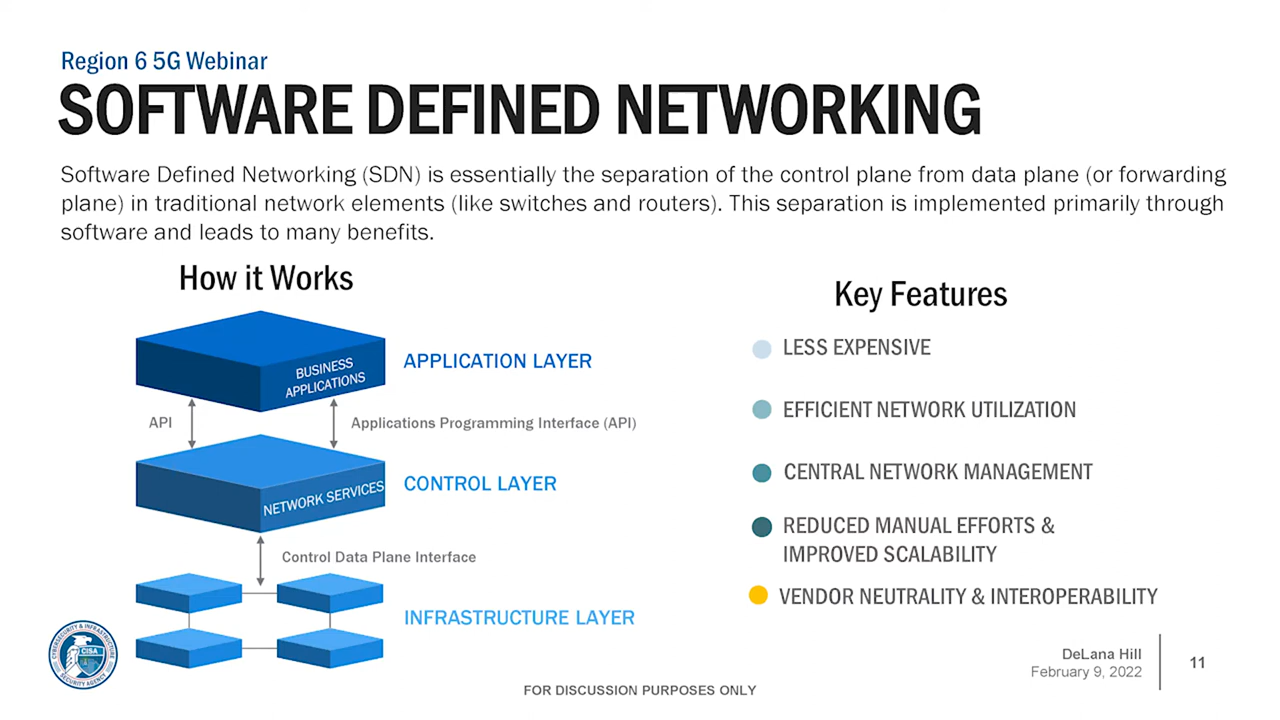 Region 6 5G Webinar
SOFTWARE DEFINED NETWORKING
Software Defined Networking (SDN) is essentially the separation of the control plane from data plane (or forwarding
plane) in traditional network elements (like switches and routers). This separation is implemented primarily through
software and leads to many benefits.
How it Works
BUSINESS
APPLICATIONS
APPLICATION LAYER
API
Applications Programming Interface (API)
NETWORK SERVICES
CONTROL LAYER
Control Data Plane Interface
INFRASTRUCTURE LAYER
Key Features
LESS EXPENSIVE
EFFICIENT NETWORK UTILIZATION
CENTRAL NETWORK MANAGEMENT
REDUCED MANUAL EFFORTS &
IMPROVED SCALABILITY
VENDOR NEUTRALITY & INTEROPERABILITY
CYBERSECURITY & INFRASTRUCTURE
CISA
SECURITY AGENCY
DeLana Hill
February 9, 2022
11
FOR DISCUSSION PURPOSES ONLY